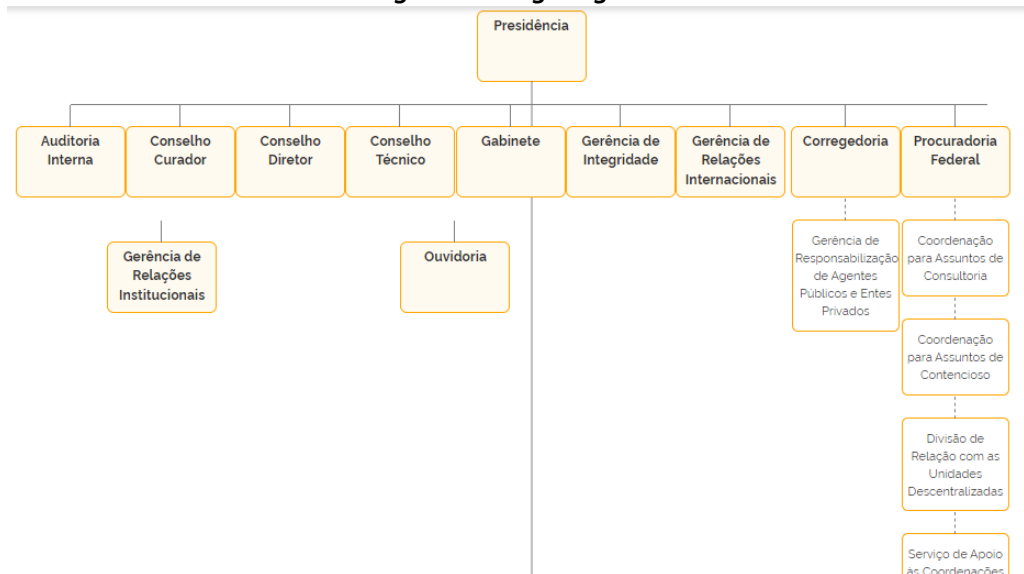 Presidência
Auditoria
Interna
Conselho
Curador
Conselho
Diretor
Conselho
Técnico
Gabinete
Gerência de
Integridade
Gerência de
Relações
Internacionais
Corregedoria
Procuradoria
Federal
Gerência de
Relações
Institucionais
Ouvidoria
Gerência de
Responsabilização
de Agentes
Públicos e Entes
Privados
Coordenação
para Assuntos de
Consultoria
Coordenação
para Assuntos de
Contencioso
Divisão de
Relação com as
Unidades
Descentralizadas
Serviço de Apoio
às Coordenações